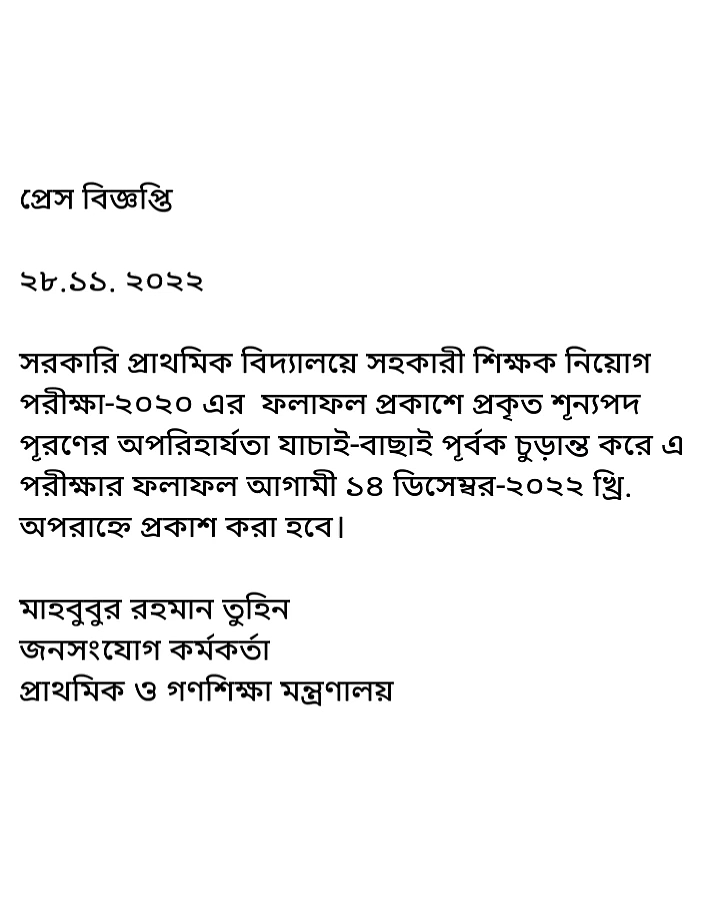 প্রেস বিজ্ঞপ্তি
২৮.১১. ২০২২
সরকারি প্রাথমিক বিদ্যালয়ে সহকারী শিক্ষক নিয়োগ
পরীক্ষা-২০২০ এর ফলাফল প্রকাশে প্রকৃত শূন্যপদ
পূরণের অপরিহার্যতা যাচাই-বাছাই পূর্বক চুড়ান্ত করে এ
পরীক্ষার ফলাফল আগামী ১৪ ডিসেম্বর-২০২২ খ্রি.
অপরাহ্নে প্রকাশ করা হবে।
মাহবুবুর রহমান তুহিন
জনসংযোগ কর্মকর্তা
প্রাথমিক ও গণশিক্ষা মন্ত্রণালয়